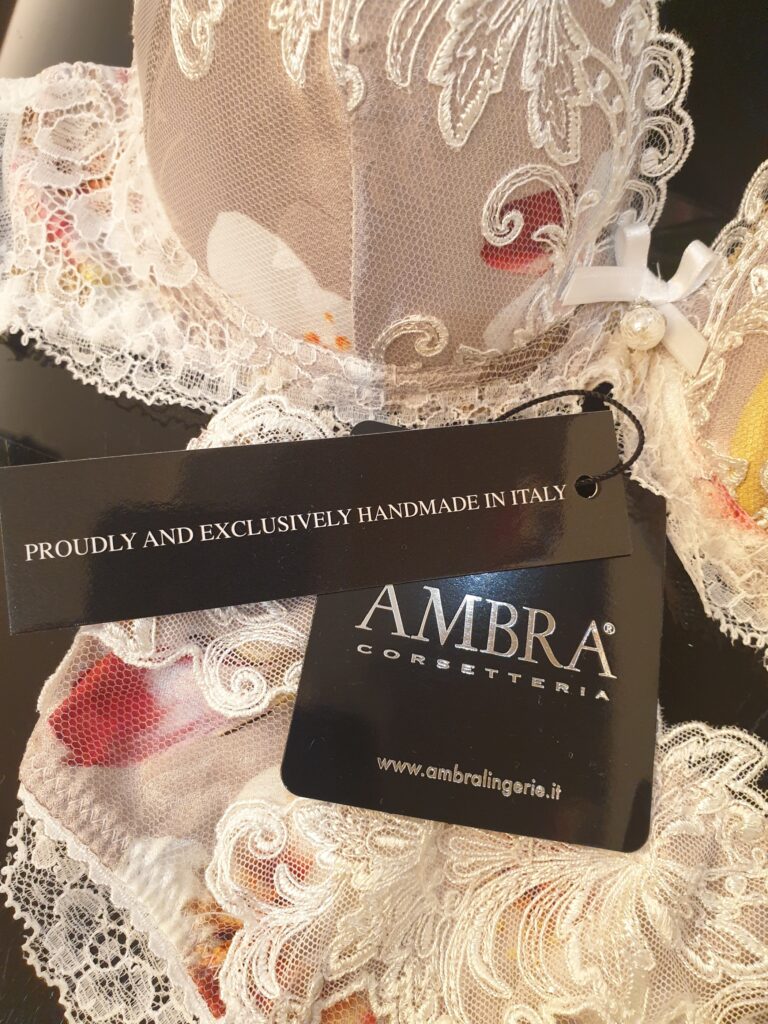 PROUDLY AND EXCLUSIVELY HANDMADE IN ITALY
AMBRA®
CORSETTERIA
www.ambralingerie.it